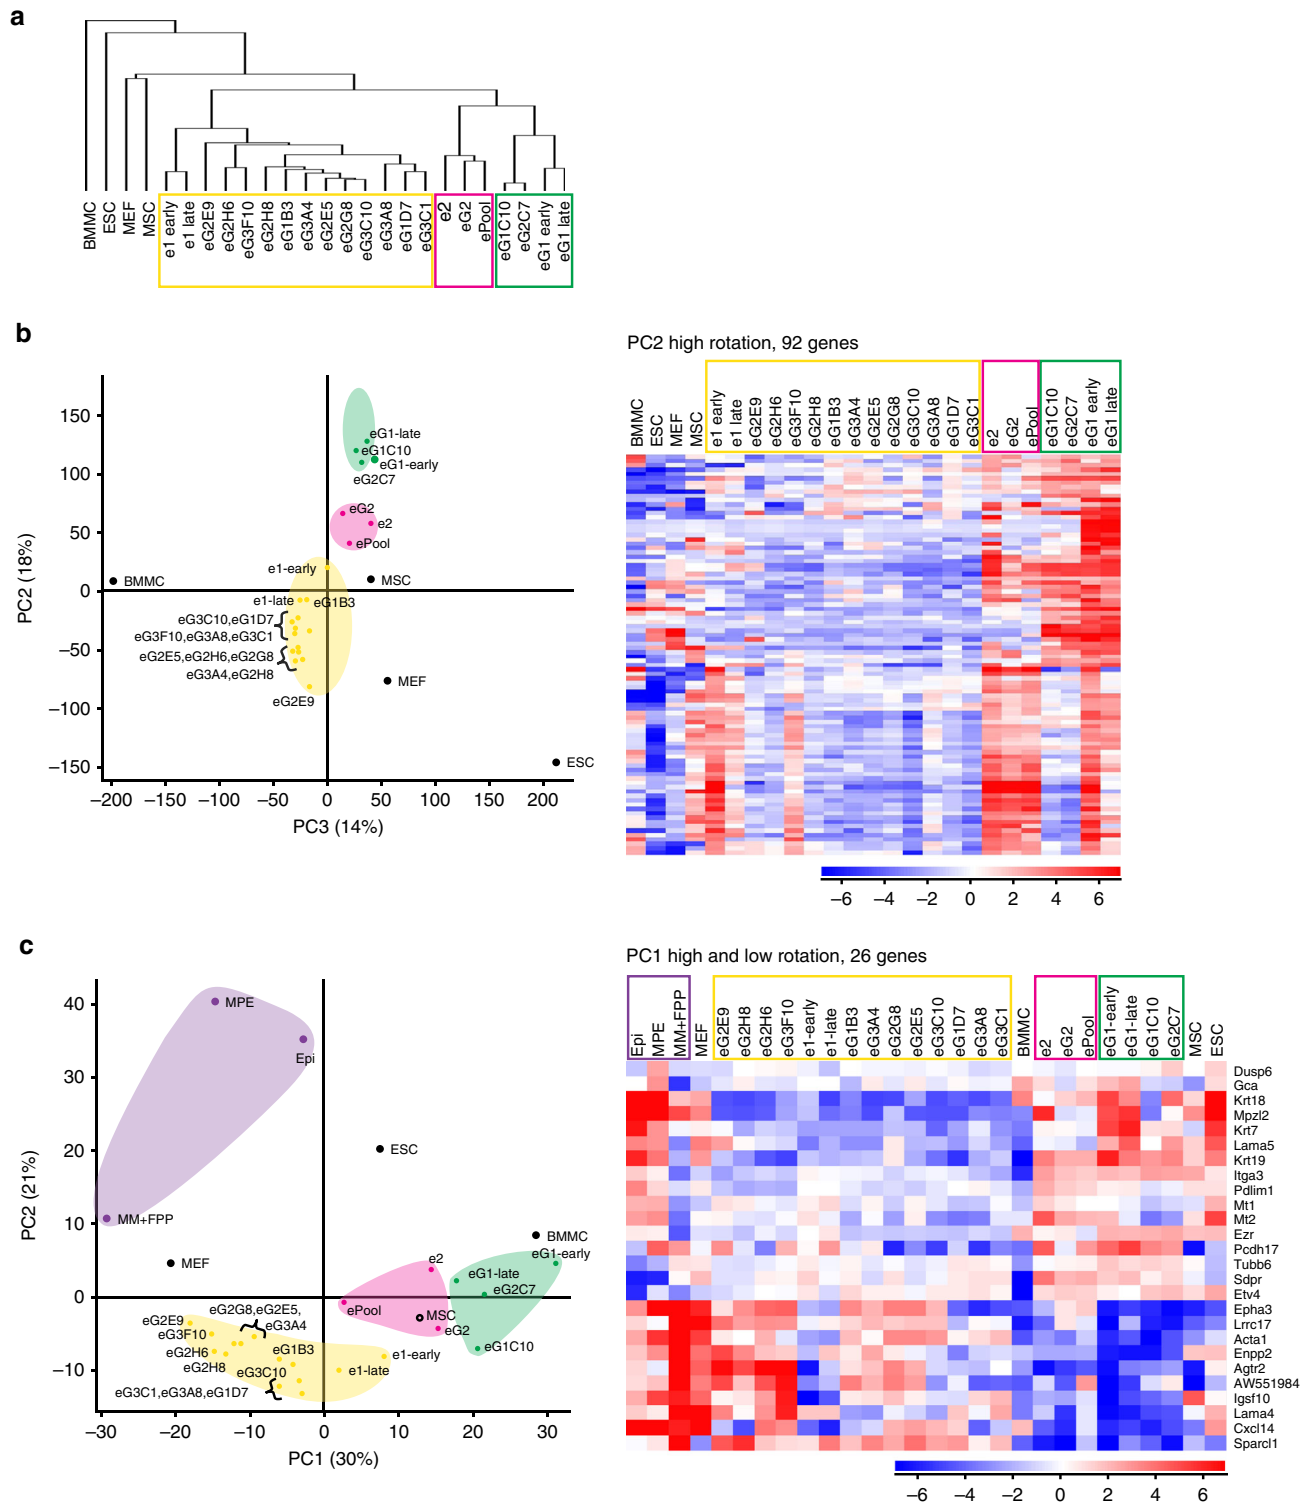 a
BMMC
ESC
MEF
MSC
e1 early
e1 late
eG2E9
eG2H6
eG3F10
eG2H8
eG1B3
eG3A4
eG2E5
eG2G8
eG3C10
eG3A8
eG1D7
eG3C1
e2
eG2
ePool
eG1C10
eG2C7
eG1 early
eG1 late
b
PC2 (18%)
150
100
50
0
−50
−100
−150
eG1-late
eG1C10
eG1-early
eG2C7
eG2
e2
ePool
e1-early
MSC
BMMC
e1-late
eG1B3
eG3C10,eG1D7
eG3F10,eG3A8,eG3C1
eG2E5,eG2H6,eG2G8
eG3A4,eG2H8
eG2E9
MEF
ESC
−200 −150 −100 −50 0 50 100 150 200
PC3 (14%)
PC2 high rotation, 92 genes
BMMC
ESC
MEF
MSC
e1 early
e1 late
eG2E9
eG2H6
eG3F10
eG2H8
eG1B3
eG3A4
eG2E5
eG2G8
eG3C10
eG3A8
eG1D7
eG3C1
e2
eG2
ePool
eG1C10
eG2C7
eG1 early
eG1 late
−6 −4 −2 0 2 4 6
c
PC2 (21%)
40
30
20
10
0
−10
MPE
Epi
ESC
MM+FPP
MEF
BMMC
eG1-early
e2
eG1-late
eG2C7
ePool
MSC
eG2
eG1C10
eG2G8,eG2E5,
eG2E9
eG3A4
eG3F10
eG2H6
eG1B3
e1-early
eG2H8
e1-late
eG3C10
eG3C1,eG3A8,eG1D7
−30 −20 −10 0 10 20 30
PC1 (30%)
PC1 high and low rotation, 26 genes
Epi
MPE
MM+FPP
MEF
eG2E9
eG2H8
eG2H6
eG3F10
e1-early
e1-late
eG1B3
eG3A4
eG2G8
eG2E5
eG3C10
eG1D7
eG3A8
eG3C1
BMMC
e2
eG2
ePool
eG1-early
eG1-late
eG1C10
eG2C7
MSC
ESC
Dusp6
Gca
Krt18
Mpzl2
Krt7
Lama5
Krt19
Itga3
Pdlim1
Mt1
Mt2
Ezr
Pcdh17
Tubb6
Sdpr
Etv4
Epha3
Lrrc17
Acta1
Enpp2
Agtr2
AW551984
Igsf10
Lama4
Cxcl14
Sparcl1
−6 −4 −2 0 2 4 6